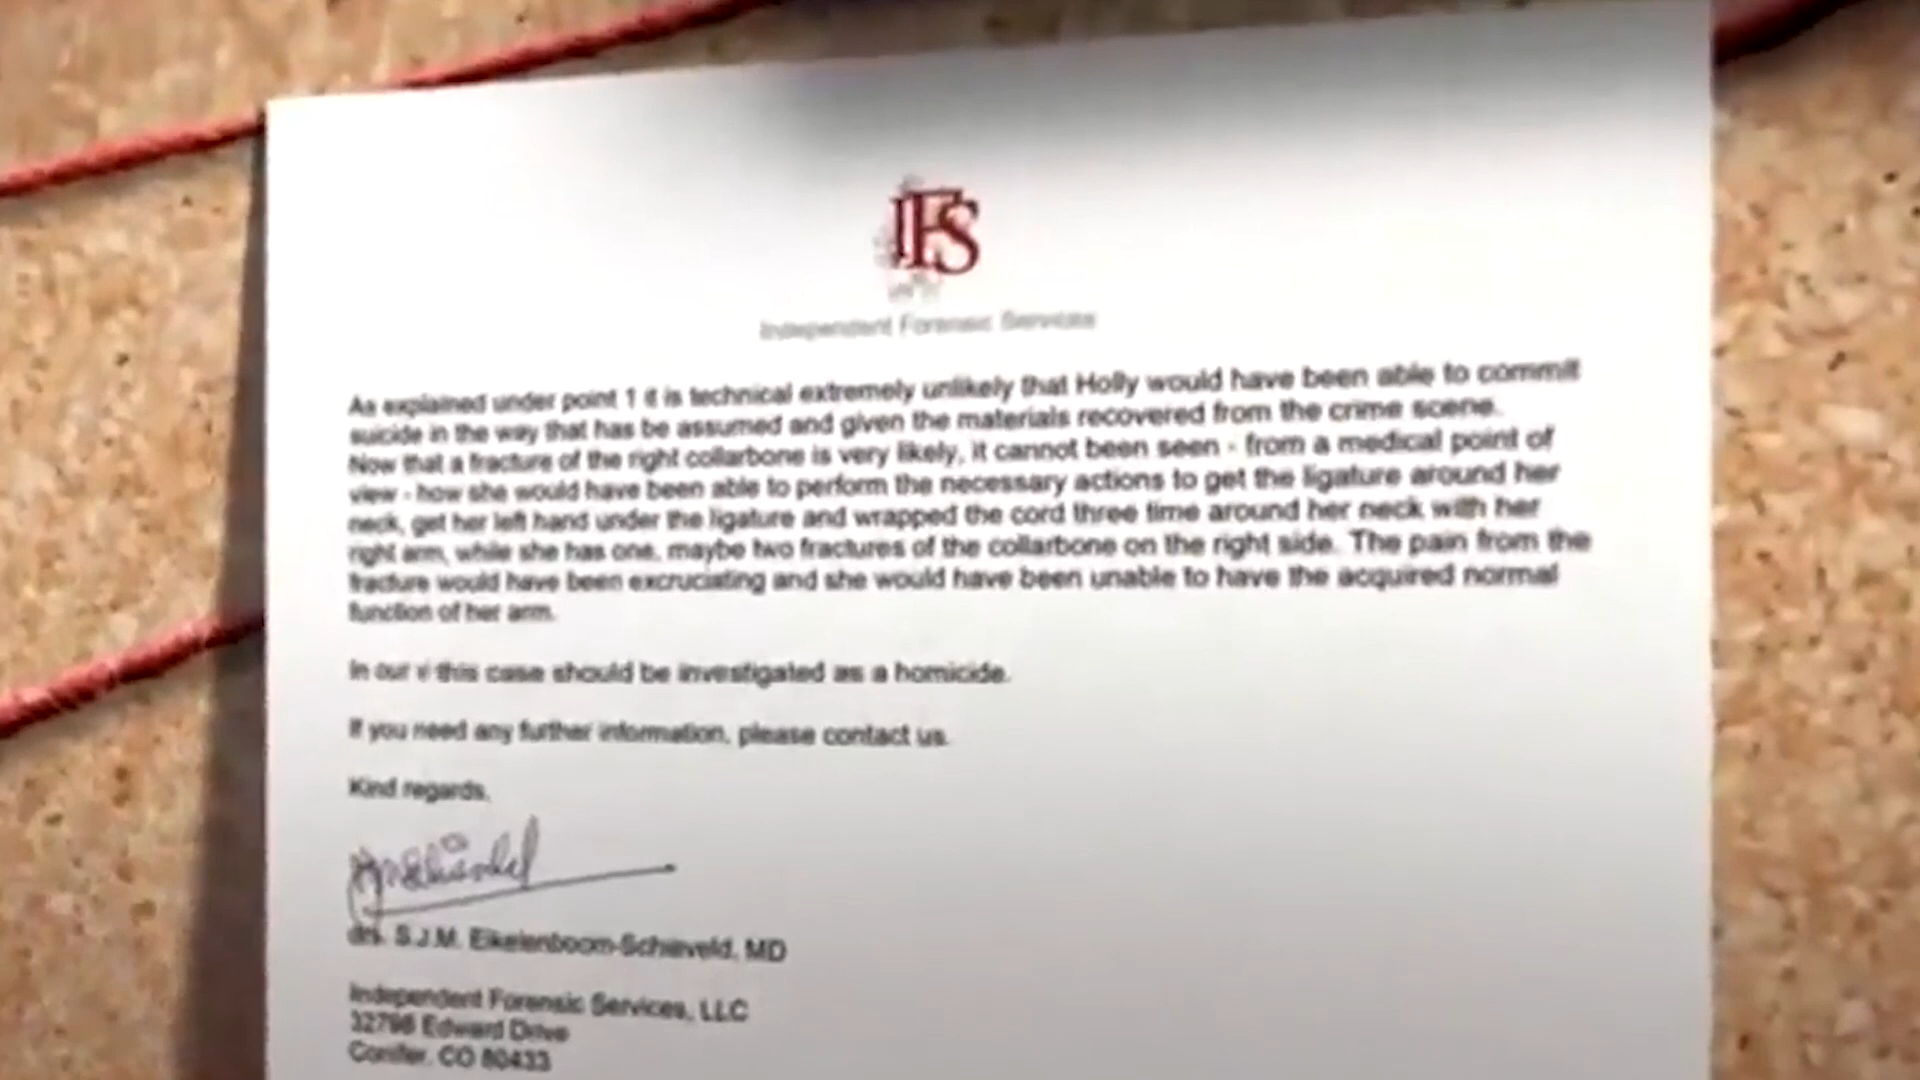 IFS
Independent Forensic Services
As explained under point 1 it is technical extremely unlikely that Holly would have been able to commit
suicide in the way that has be assumed and given the materials recovered from the crime scene.
Now that a fracture of the right collarbone is very likely, it cannot been seen - from a medical point of
view - how she would have been able to perform the necessary actions to get the ligature around her
neck, get her left hand under the ligature and wrapped the cord three time around her neck with her
right arm, while she has one, maybe two fractures of the collarbone on the right side. The pain from the
fracture would have been excruciating and she would have been unable to have the acquired normal
function of her arm.
In our vi this case should be investigated as a homicide.
If you need any further information, please contact us.
Kind regards,
drs. S.J.M. Eikelenboom-Schieveld, MD
Independent Forensic Services, LLC
32798 Edward Drive
Conifer, CO 80433